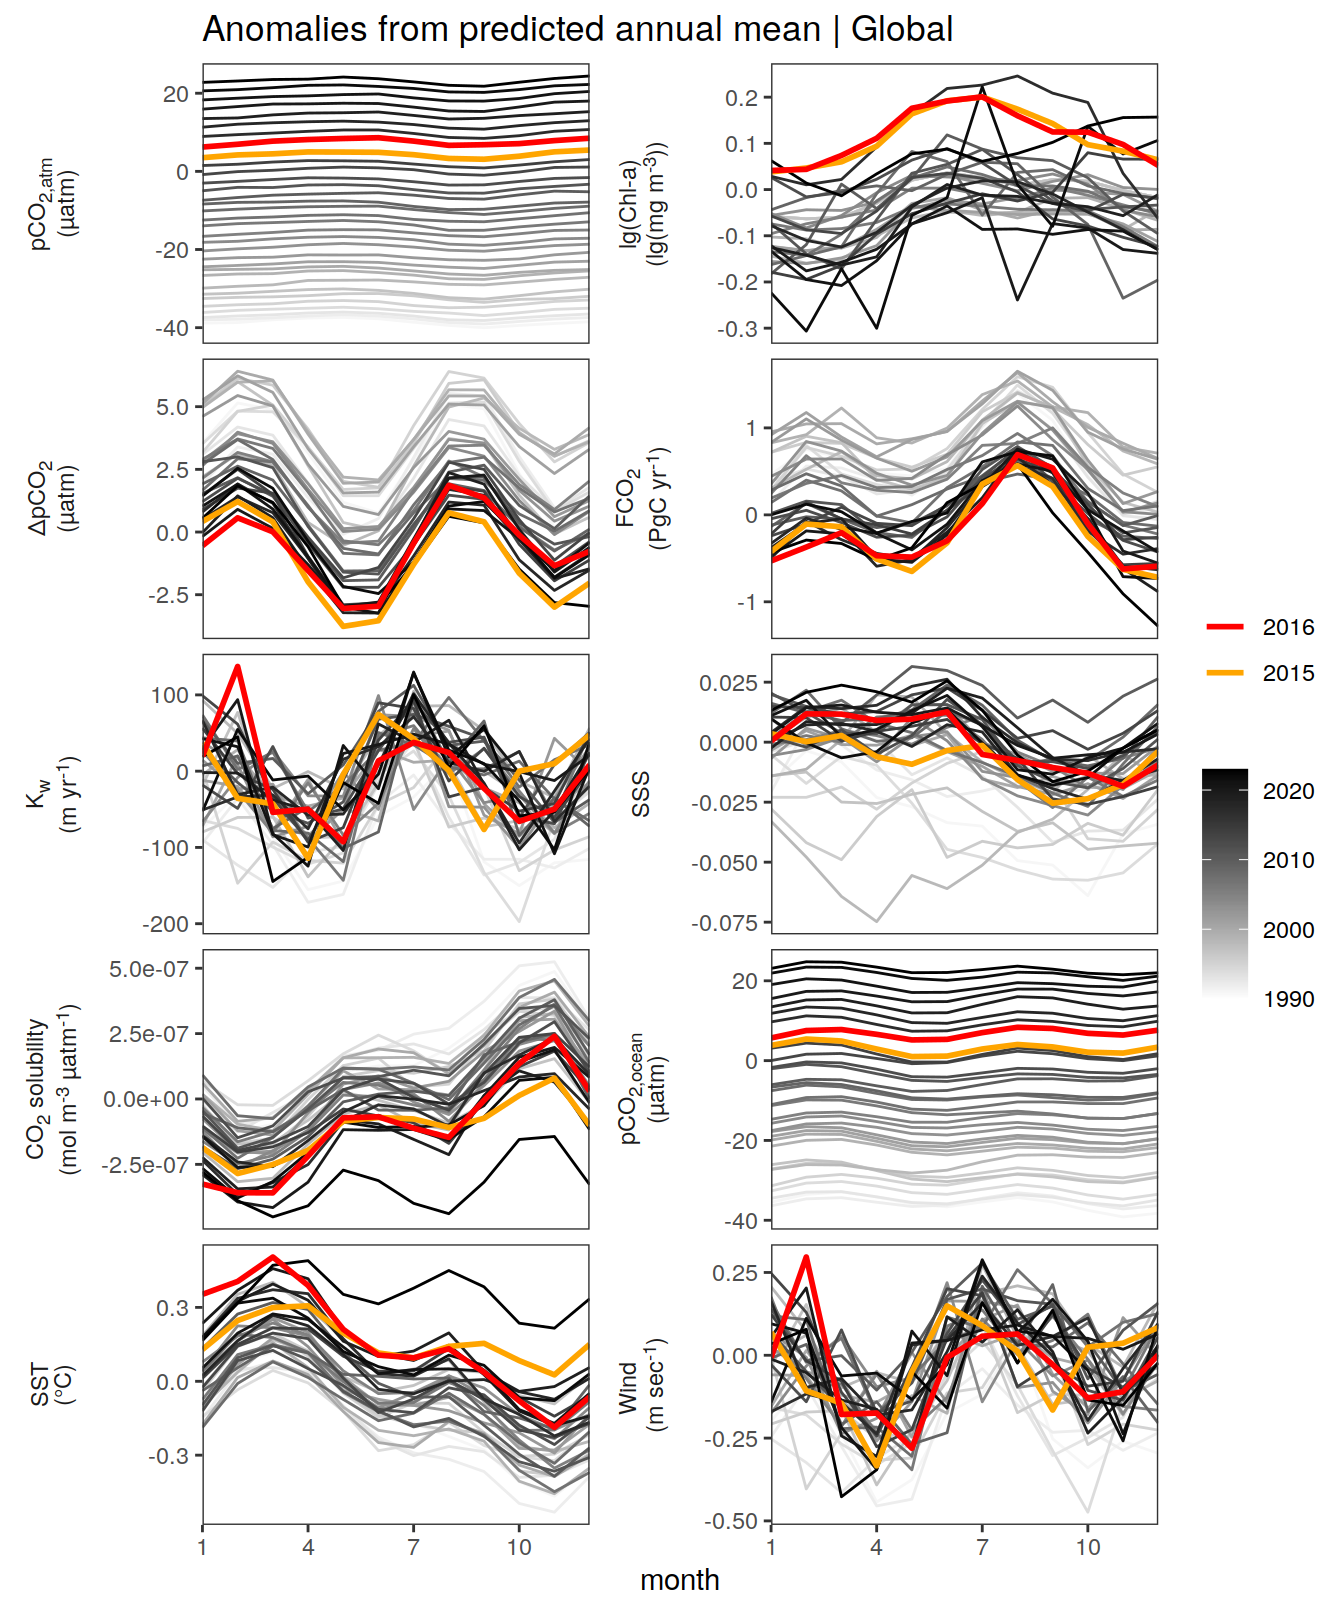 Anomalies from predicted annual mean | Global
pCO2,atm
(µatm)
20
0
-20
-40
lg(Chl-a)
(lg(mg m-3))
0.2
0.1
0.0
-0.1
-0.2
-0.3
ΔpCO2
(µatm)
5.0
2.5
0.0
-2.5
FCO2
(PgC yr-1)
1
0
-1
Kw
(m yr-1)
100
0
-100
-200
SSS
0.025
0.000
-0.025
-0.050
-0.075
CO2 solubility
(mol m-3 µatm-1)
5.0e-07
2.5e-07
0.0e+00
-2.5e-07
pCO2,ocean
(µatm)
20
0
-20
-40
SST
(°C)
0.3
0.0
-0.3
Wind
(m sec-1)
0.25
0.00
-0.25
-0.50
1 4 7 10
1 4 7 10
month
2016
2015
2020
2010
2000
1990